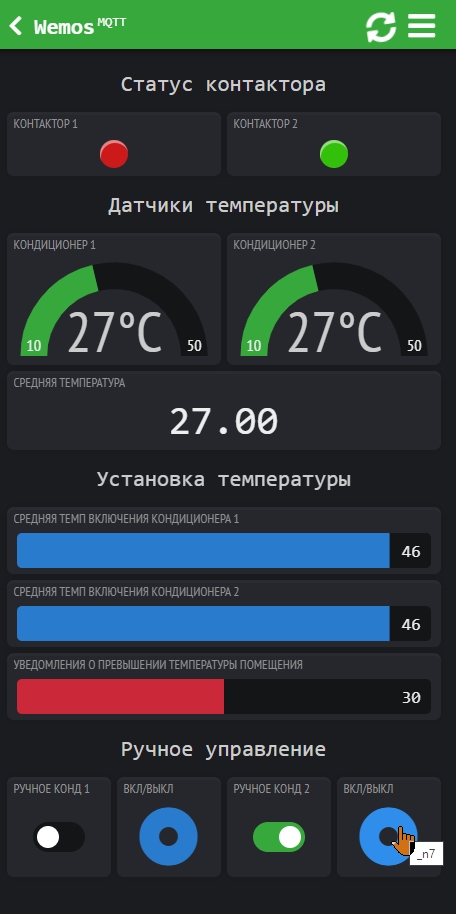 Wemos MQTT
Статус контактора
КОНТАКТОР 1 КОНТАКТОР 2
Датчики температуры
КОНДИЦИОНЕР 1 КОНДИЦИОНЕР 2
27°C 27°C
10 50 10 50
СРЕДНЯЯ ТЕМПЕРАТУРА
27.00
Установка температуры
СРЕДНЯЯ ТЕМП ВКЛЮЧЕНИЯ КОНДИЦИОНЕРА 1
46
СРЕДНЯЯ ТЕМП ВКЛЮЧЕНИЯ КОНДИЦИОНЕРА 2
46
УВЕДОМЛЕНИЯ О ПРЕВЫШЕНИИ ТЕМПЕРАТУРЫ ПОМЕЩЕНИЯ
30
Ручное управление
РУЧНОЕ КОНД 1 ВКЛ/ВЫКЛ РУЧНОЕ КОНД 2 ВКЛ/ВЫКЛ
_n7